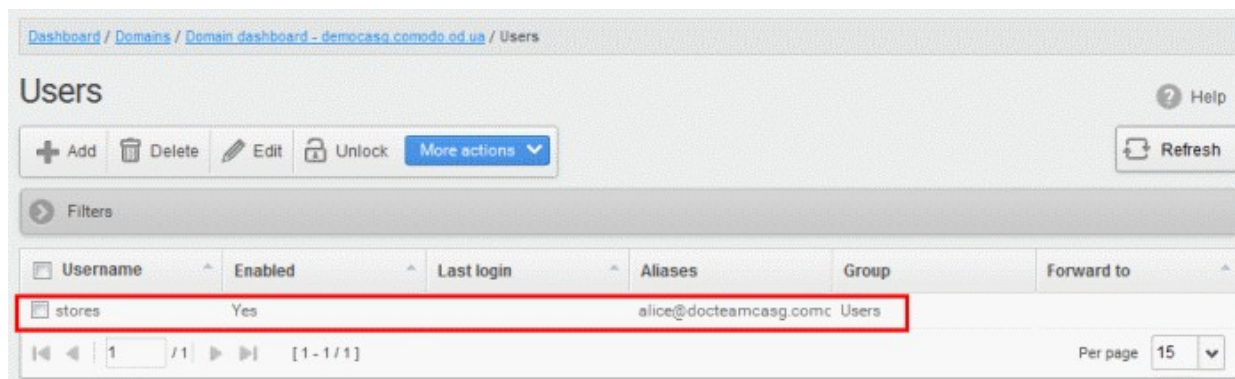 Dashboard / Domains / Domain dashboard - democasg.comodo.od.ua / Users
Users
Help
Add Delete Edit Unlock More actions Refresh
Filters
Username Enabled Last login Aliases Group Forward to
stores Yes alice@docteamcasg.comc Users
1 /1 [1 - 1 / 1] Per page 15